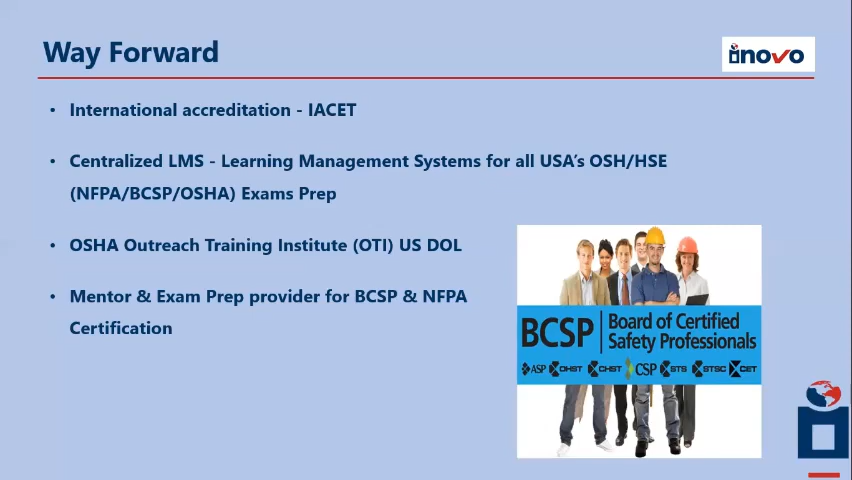 Way Forward
inovo
• International accreditation - IACET
• Centralized LMS - Learning Management Systems for all USA's OSH/HSE
(NFPA/BCSP/OSHA) Exams Prep
• OSHA Outreach Training Institute (OTI) US DOL
• Mentor & Exam Prep provider for BCSP & NFPA
Certification
BCSP | Board of Certified
Safety Professionals
ASP OHST CHST CSP STS STSC CET